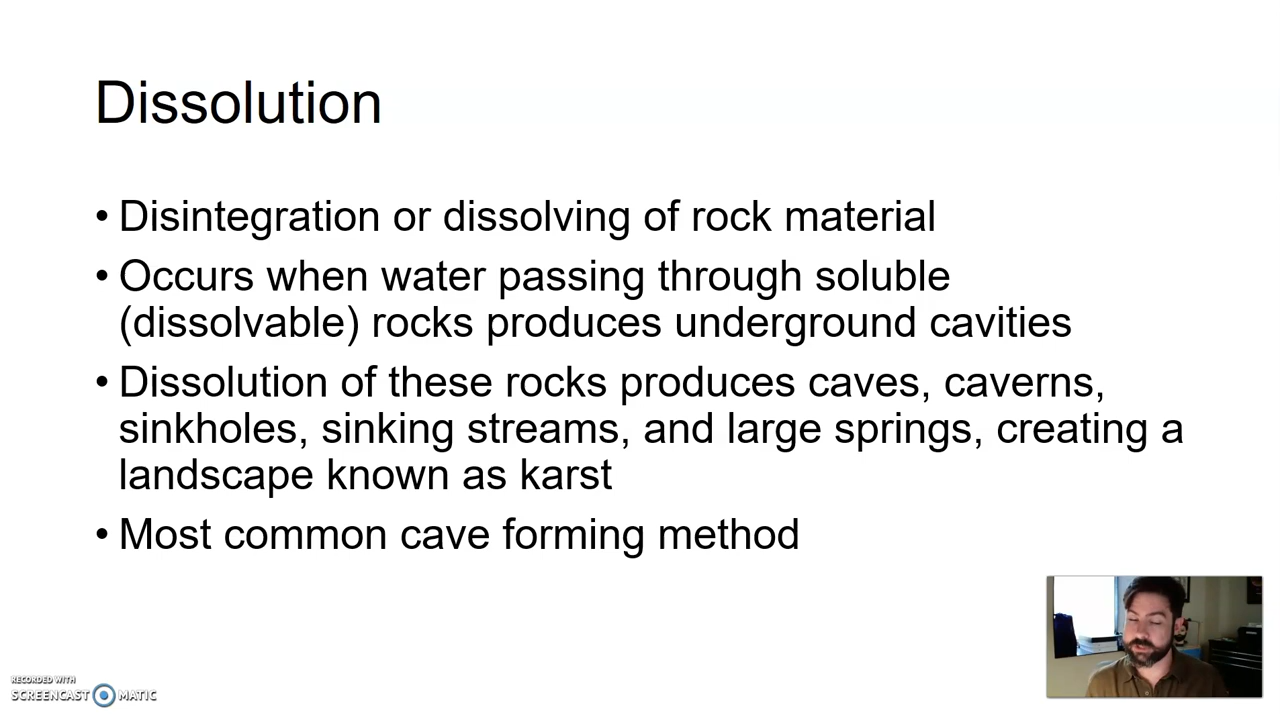 Dissolution
• Disintegration or dissolving of rock material
• Occurs when water passing through soluble
(dissolvable) rocks produces underground cavities
• Dissolution of these rocks produces caves, caverns,
sinkholes, sinking streams, and large springs, creating a
landscape known as karst
• Most common cave forming method
RECORDED WITH
SCREENCAST MATIC